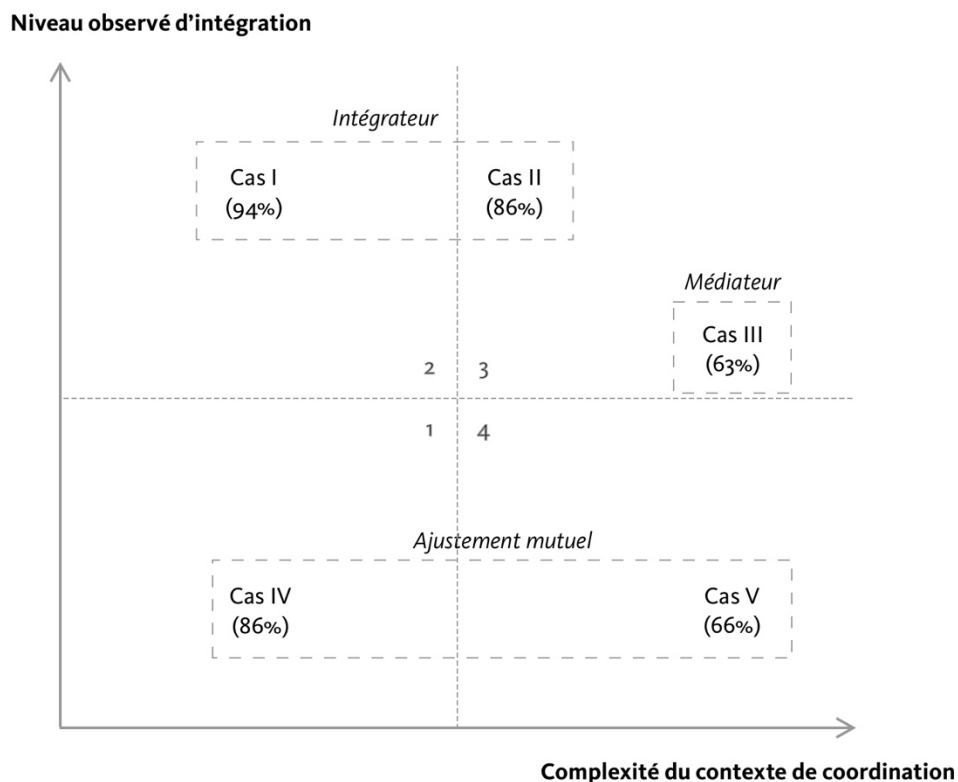 Niveau observé d’intégration
Intégrateur
Cas I
(94%)
Cas II
(86%)
Médiateur
Cas III
(63%)
2 3
1 4
Ajustement mutuel
Cas IV
(86%)
Cas V
(66%)
Complexité du contexte de coordination